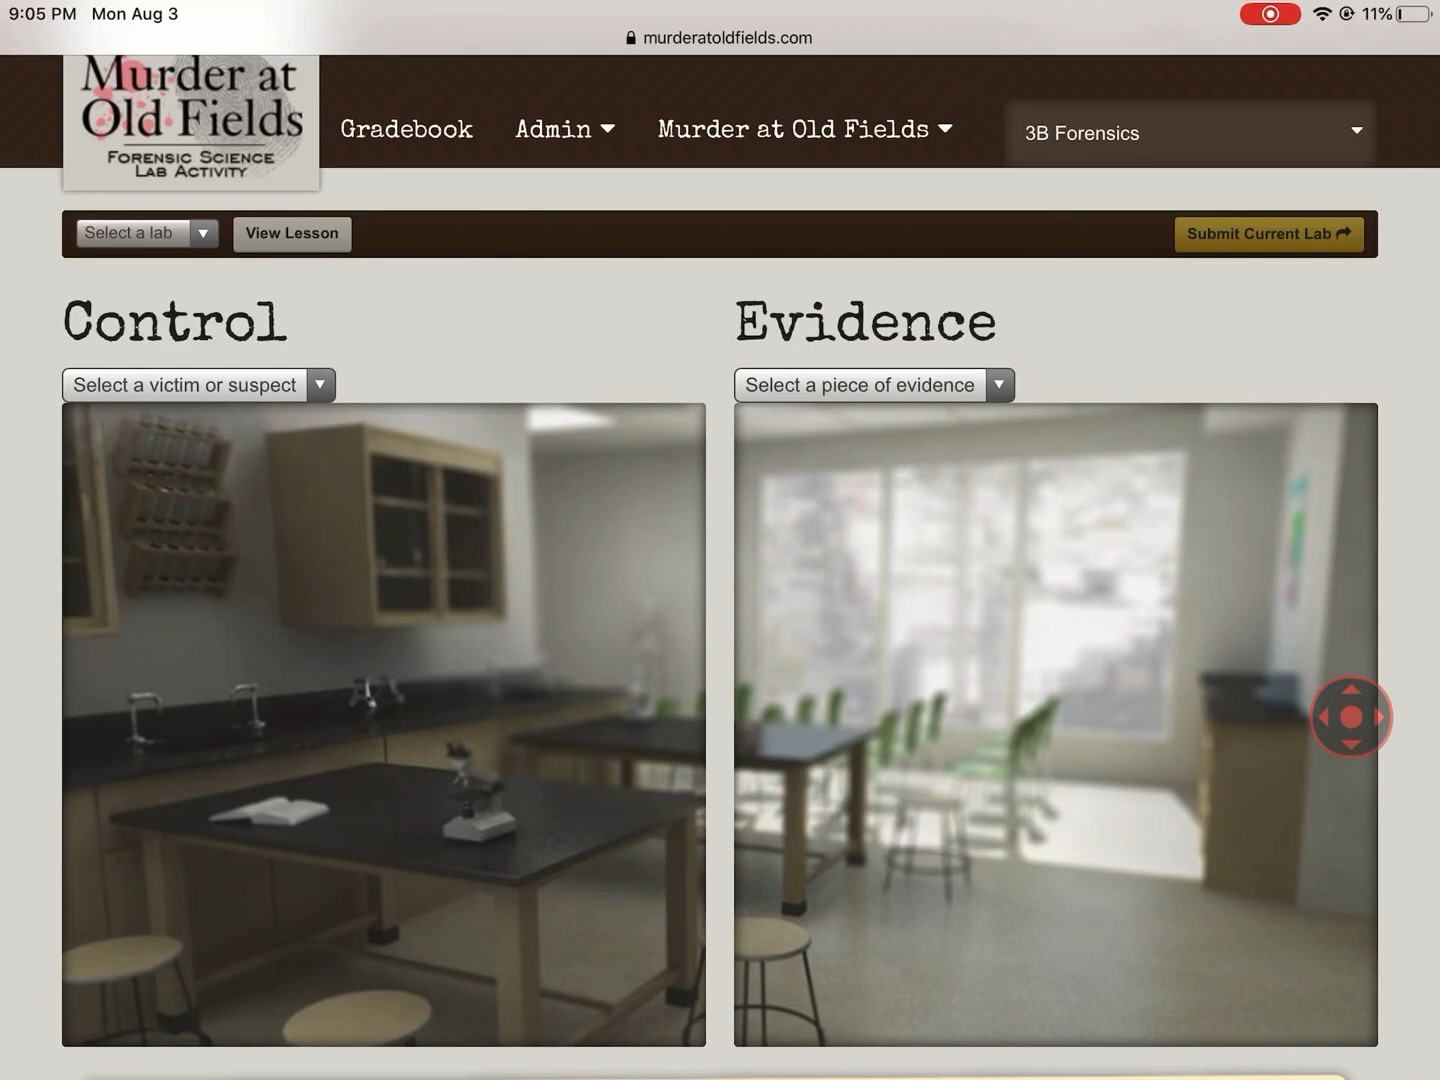 9:05 PM Mon Aug 3
11%
murderatoldfields.com
Murder at
Old Fields
FORENSIC SCIENCE
LAB ACTIVITY
Gradebook Admin Murder at Old Fields 3B Forensics
Select a lab View Lesson Submit Current Lab
Control Evidence
Select a victim or suspect Select a piece of evidence